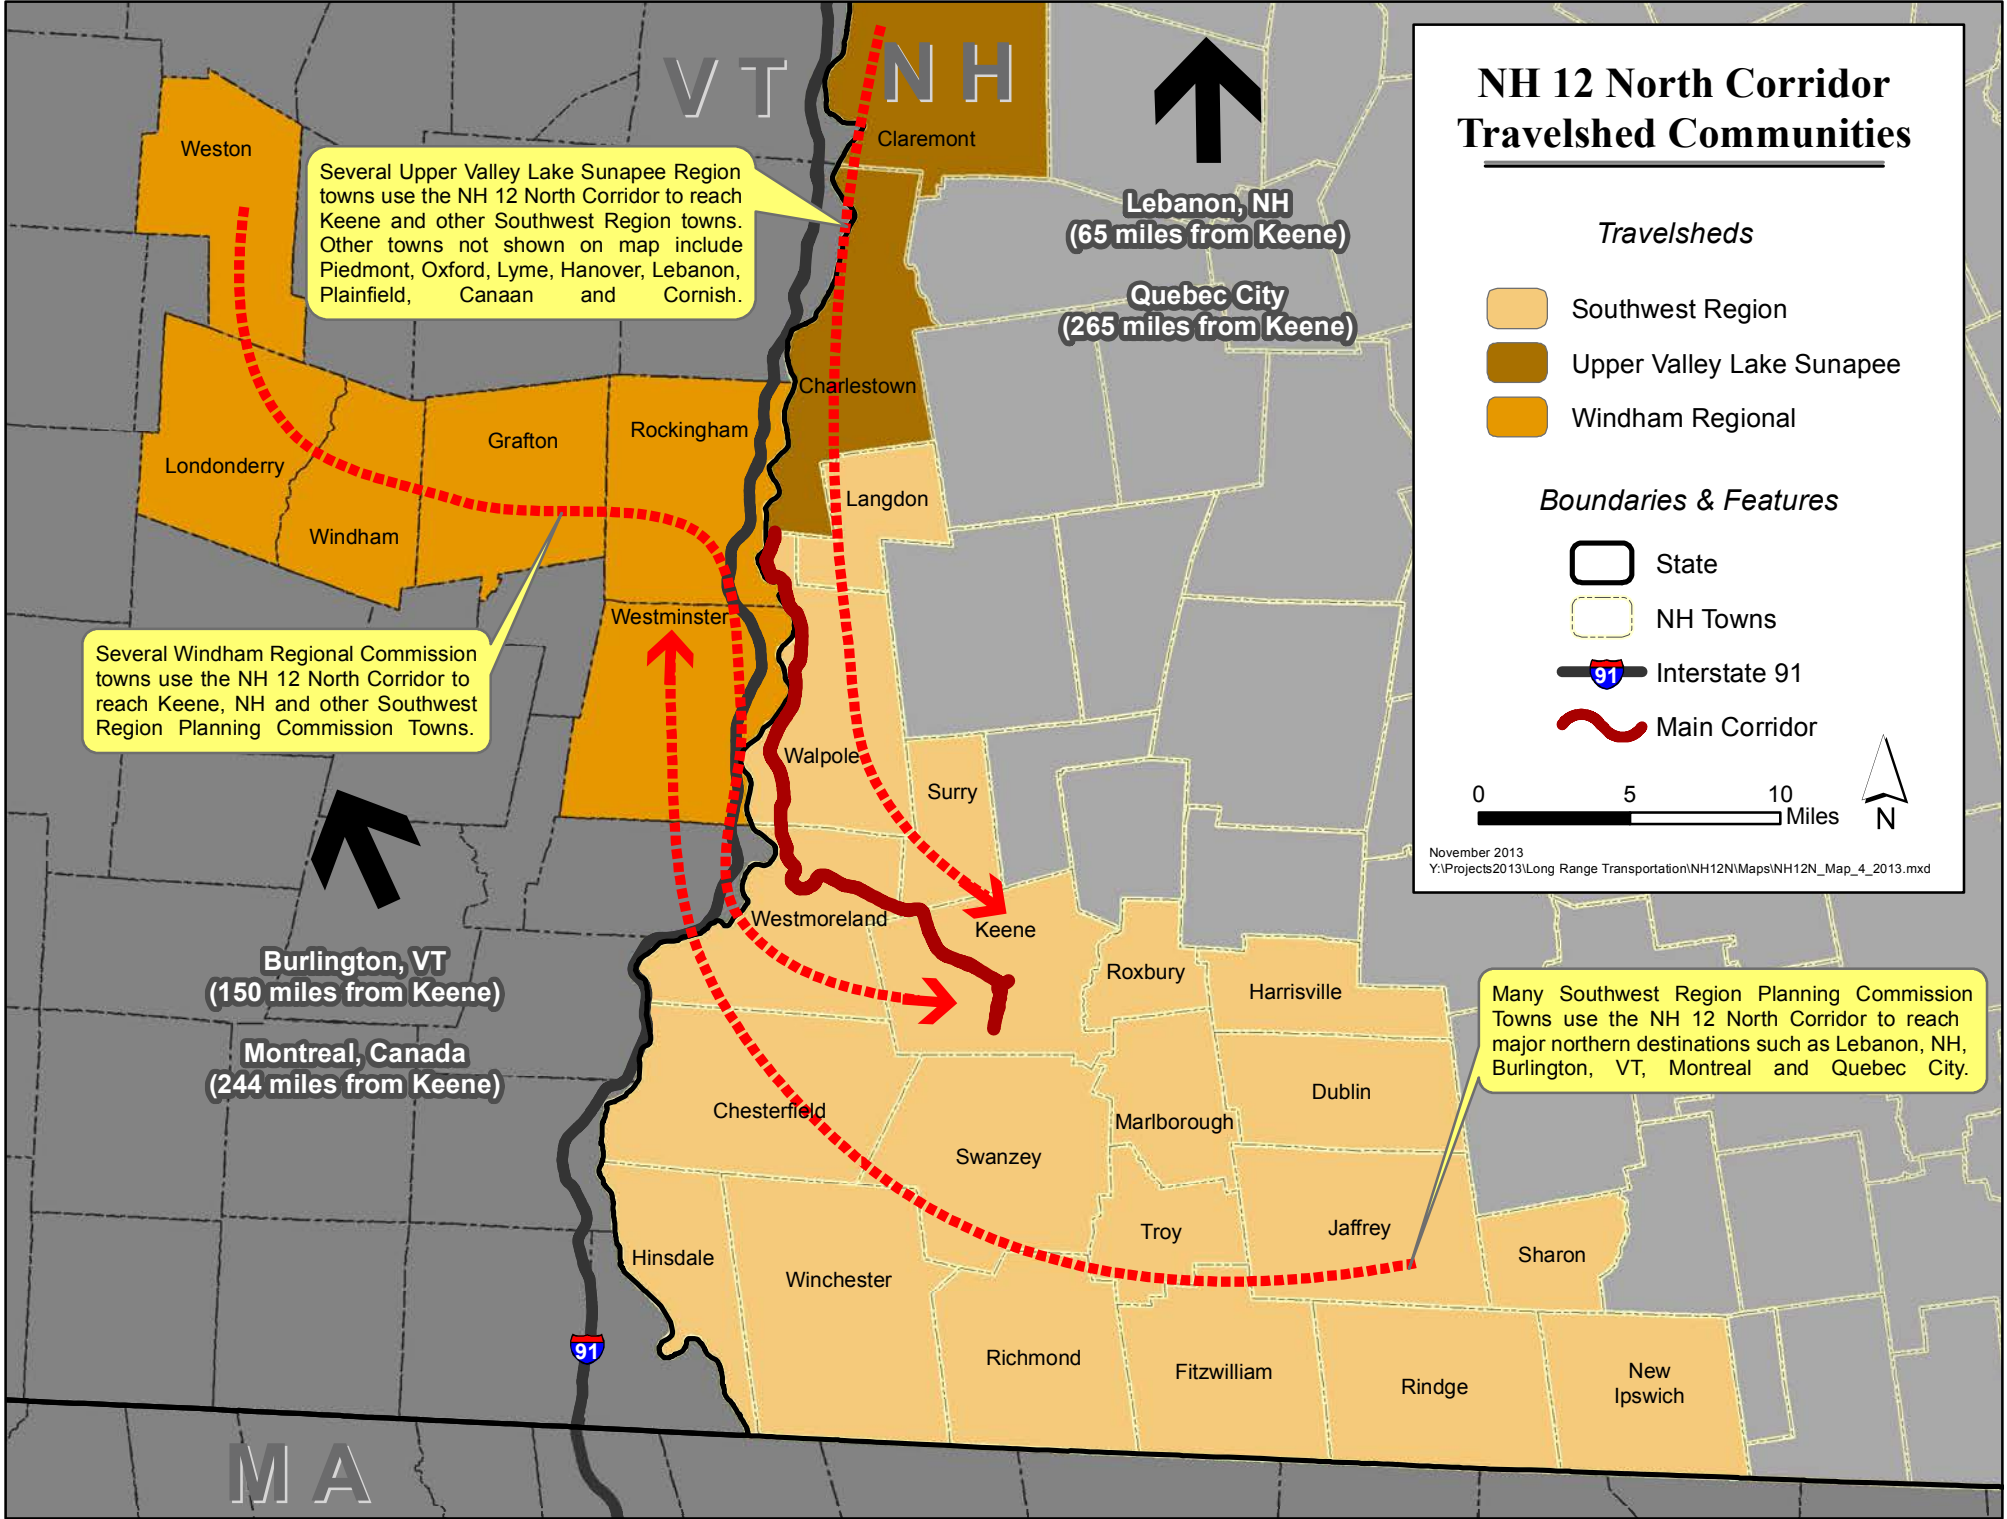 VT
NH
NH 12 North Corridor
Travelshed Communities
Travelsheds
Southwest Region
Upper Valley Lake Sunapee
Windham Regional
Boundaries & Features
State
NH Towns
91
Interstate 91
Main Corridor
0 5 10
Miles
N
November 2013
Y:\Projects2013\Long Range Transportation\NH12N\Maps\NH12N_Map_4_2013.mxd
Weston
Claremont
Several Upper Valley Lake Sunapee Region
towns use the NH 12 North Corridor to reach
Keene and other Southwest Region towns.
Other towns not shown on map include
Piedmont, Oxford, Lyme, Hanover, Lebanon,
Plainfield, Canaan and Cornish.
Lebanon, NH
(65 miles from Keene)
Quebec City
(265 miles from Keene)
Charlestown
Rockingham
Grafton
Londonderry
Langdon
Windham
Westminster
Several Windham Regional Commission
towns use the NH 12 North Corridor to
reach Keene, NH and other Southwest
Region Planning Commission Towns.
Walpole
Surry
Westmoreland
Keene
Burlington, VT
(150 miles from Keene)
Montreal, Canada
(244 miles from Keene)
Roxbury
Harrisville
Many Southwest Region Planning Commission
Towns use the NH 12 North Corridor to reach
major northern destinations such as Lebanon, NH,
Burlington, VT, Montreal and Quebec City.
Chesterfield
Dublin
Marlborough
Swanzey
Troy
Jaffrey
Sharon
Hinsdale
Winchester
91
Richmond
Fitzwilliam
Rindge
New
Ipswich
MA